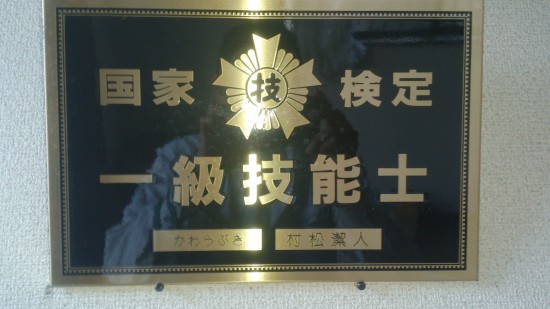 国家 技 検定
一級技能士
かわらぶき 村松潔人